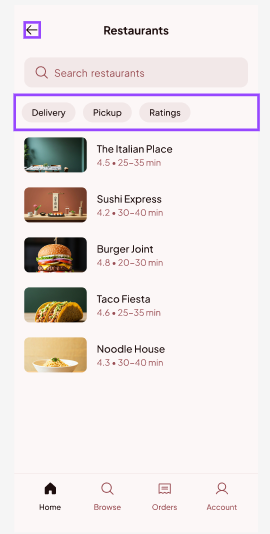 Restaurants
Search restaurants
Delivery Pickup Ratings
The Italian Place
4.5 • 25–35 min
Sushi Express
4.2 • 30–40 min
Burger Joint
4.8 • 20–30 min
Taco Fiesta
4.6 • 25–35 min
Noodle House
4.3 • 30–40 min
Home Browse Orders Account